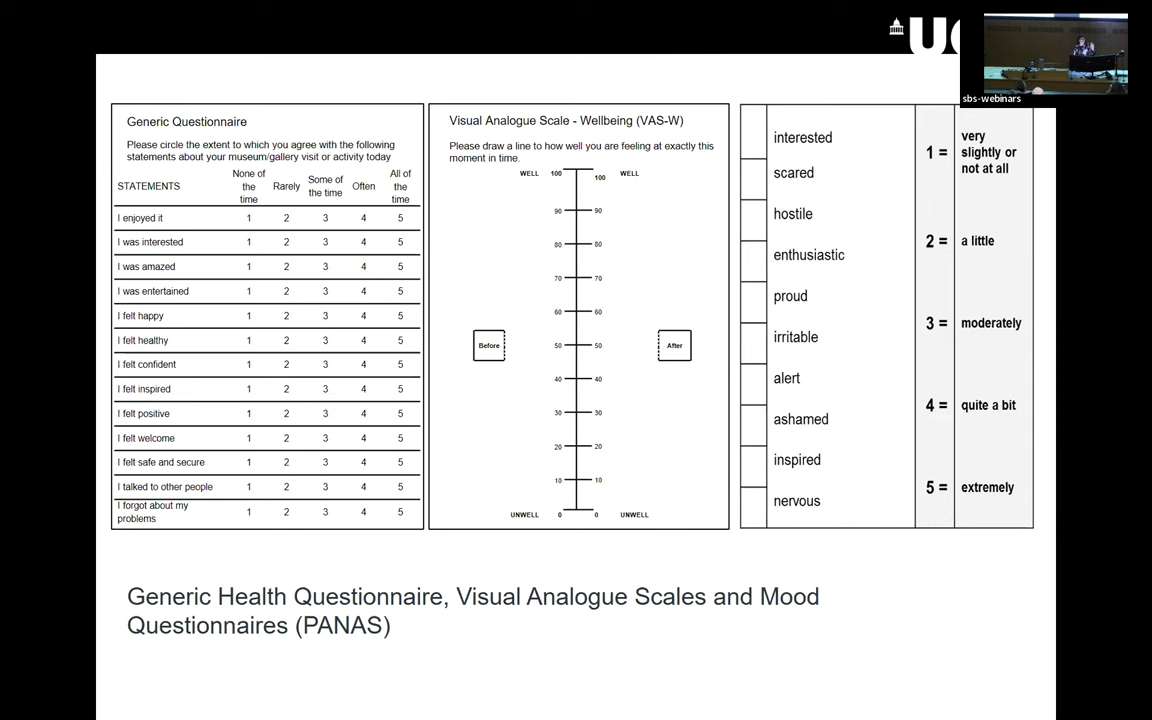 sbs-webinars
Generic Questionnaire
Please circle the extent to which you agree with the following
statements about your museum/gallery visit or activity today
STATEMENTS None of the time Rarely Some of the time Often All of the time
I enjoyed it 1 2 3 4 5
I was interested 1 2 3 4 5
I was amazed 1 2 3 4 5
I was entertained 1 2 3 4 5
I felt happy 1 2 3 4 5
I felt healthy 1 2 3 4 5
I felt confident 1 2 3 4 5
I felt inspired 1 2 3 4 5
I felt positive 1 2 3 4 5
I felt welcome 1 2 3 4 5
I felt safe and secure 1 2 3 4 5
I talked to other people 1 2 3 4 5
I forgot about my
problems 1 2 3 4 5
Visual Analogue Scale - Wellbeing (VAS-W)
Please draw a line to how well you are feeling at exactly this
moment in time.
WELL 100 100 WELL
90 90
80 80
70 70
60 60
Before 50 50 After
40 40
30 30
20 20
10 10
UNWELL 0 0 UNWELL
interested
scared
hostile
enthusiastic
proud
irritable
alert
ashamed
inspired
nervous
1 = very
slightly or
not at all
2 = a little
3 = moderately
4 = quite a bit
5 = extremely
Generic Health Questionnaire, Visual Analogue Scales and Mood
Questionnaires (PANAS)